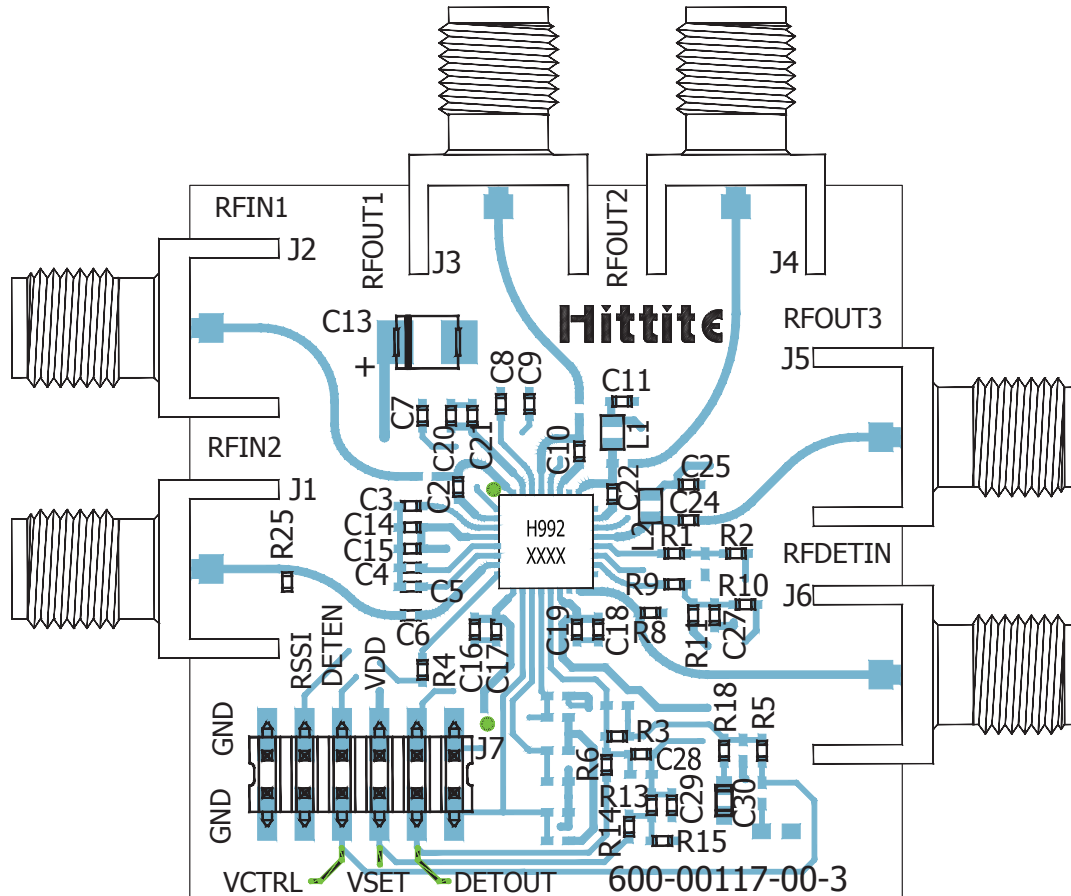 RFIN1
RFOUT1
RFOUT2
J2
J3
J4
Hittite
RFOUT3
J5
C13
+
C8
C9
C11
C7
C20
C21
C10
L1
RFIN2
J1
R25
C2
C3
C14
C15
C4
C5
C6
C22
C25
C24
L2
H992
XXXX
R1
R2
R9
R10
R8
R11
C27
RFDETIN
J6
RSSI
DETEN
VDD
R4
C16
C17
C19
C18
GND
GND
J7
R3
R6
C28
R18
R5
R13
C29
C30
R14
R15
VCTRL
VSET
DETOUT
600-00117-00-3